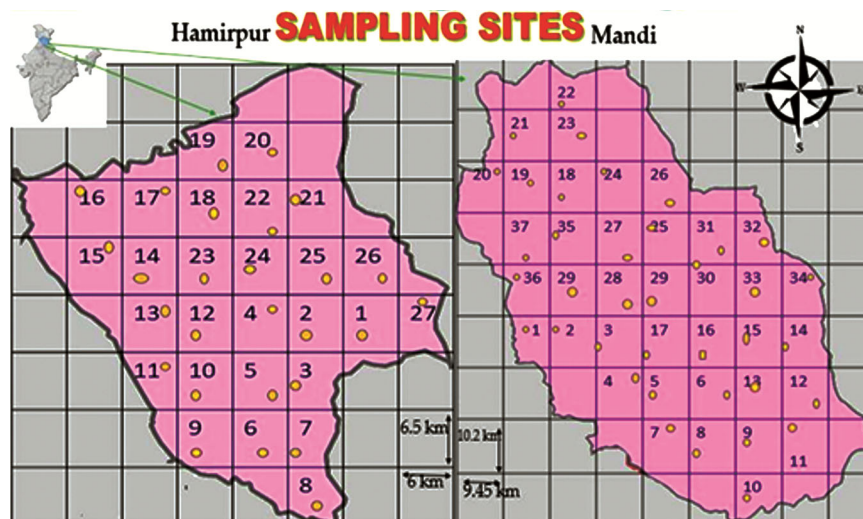 Hamirpur SAMPLING SITES Mandi
N
W E
S
19 20
16 17 18 22 21
15 14 23 24 25 26
13 12 4 2 1 27
11 10 5 3
9 6 7
8
6.5 km
6 km
22
21 23
20 19 18 24 26
37 35 27 25 31 32
36 29 28 29 30 33 34
1 2 3 17 16 15 14
4 5 6 13 12
7 8 9
11
10
10.2 km
9.45 km